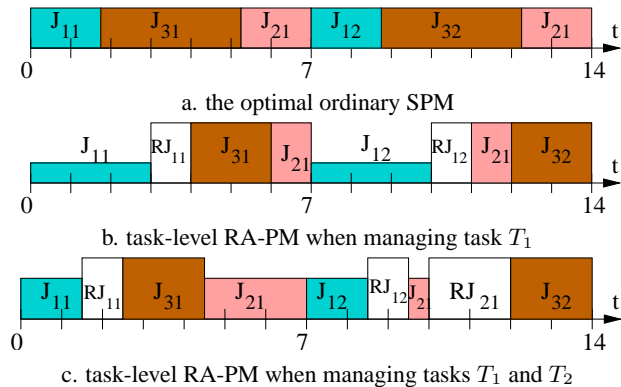 J₁₁ J₃₁ J₂₁ J₁₂ J₃₂ J₂₁ t
0 7 14
a. the optimal ordinary SPM
J₁₁ RJ₁₁ J₃₁ J₂₁ J₁₂ RJ₁₂ J₂₁ J₃₂ t
0 7 14
b. task-level RA-PM when managing task T₁
J₁₁ RJ₁₁ J₃₁ J₂₁ J₁₂ RJ₁₂ J₂₁ RJ₂₁ J₃₂ t
0 7 14
c. task-level RA-PM when managing tasks T₁ and T₂